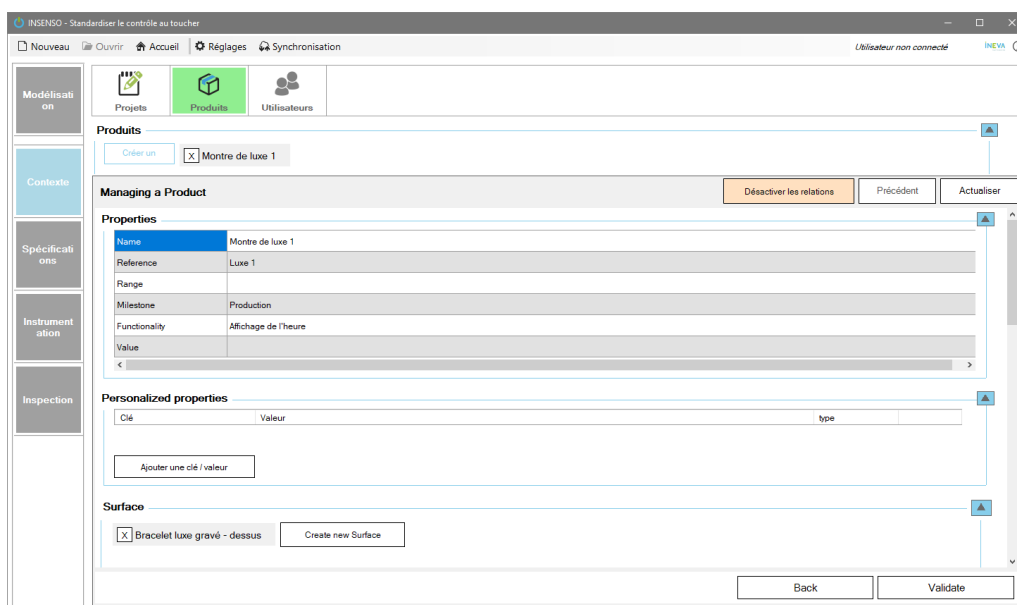 INSENSO - Standardiser le contrôle au toucher
Nouveau Ouvrir Accueil Réglages Synchronisation Utilisateur non connecté INEVA
Modélisati
on
Projets Produits Utilisateurs
Produits
Créer un X Montre de luxe 1
Contexte
Managing a Product Désactiver les relations Précédent Actualiser
Properties
Name Montre de luxe 1
Reference Luxe 1
Range
Milestone Production
Functionality Affichage de l'heure
Value
Spécificati
ons
Instrument
ation
Inspection
Personalized properties
Clé Valeur type
Ajouter une clé / valeur
Surface
X Bracelet luxe gravé - dessus Create new Surface
Back Validate